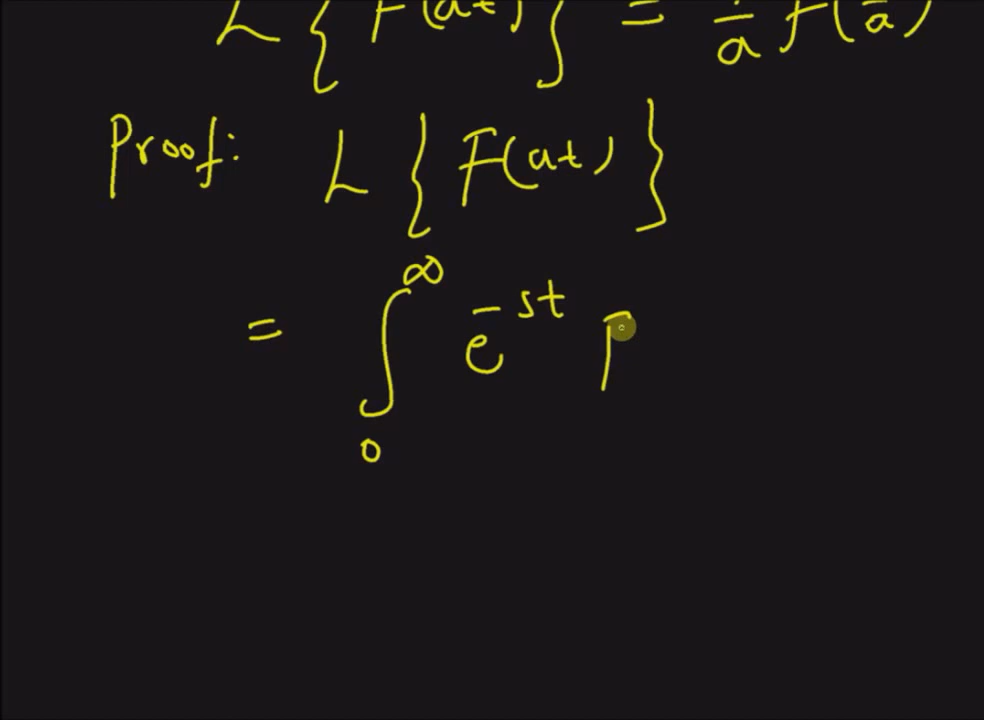 L { F(at) } = 1/a f( /a)
Proof: L { F(at) }
= ∫₀^∞ e^-st F